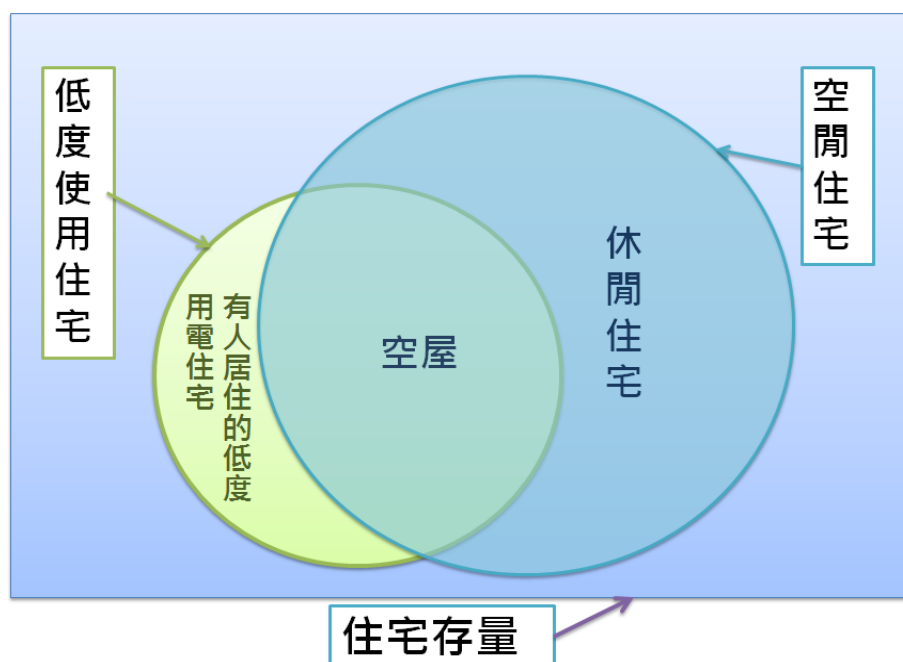 低度使用住宅
空閒住宅
休閒住宅
有人居住的低度
用電住宅
空屋
住宅存量